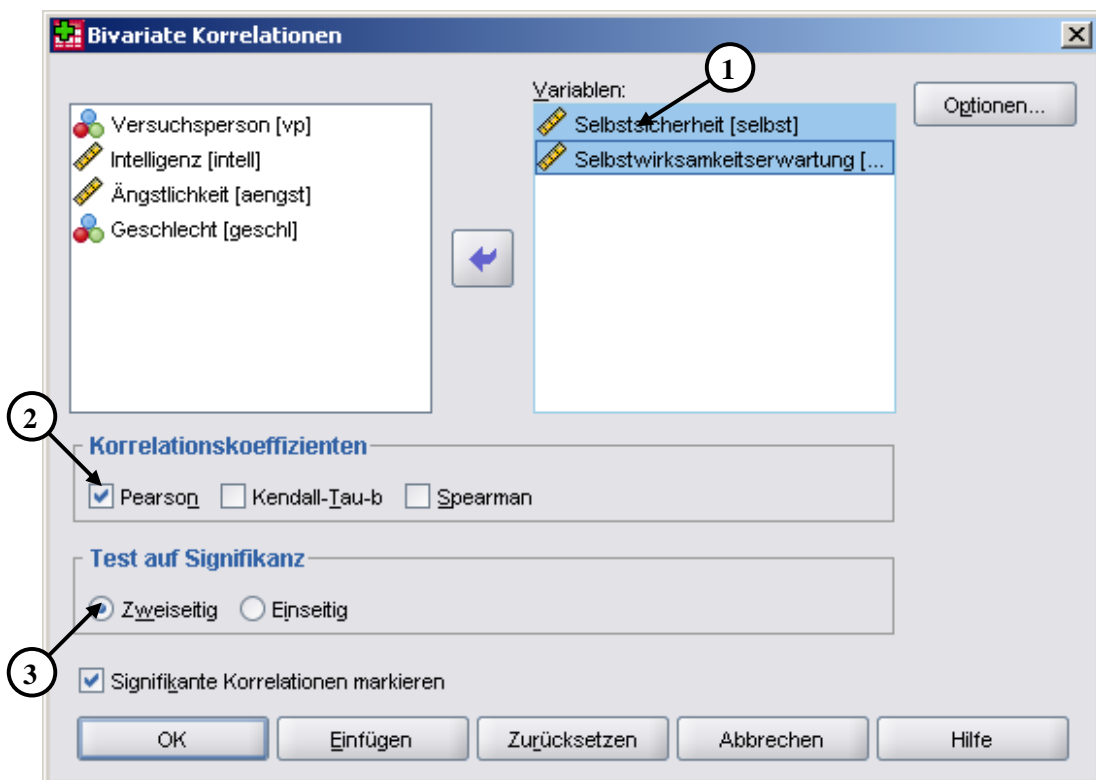 Bivariate Korrelationen
1
Variablen:
Versuchsperson [vp]
Intelligenz [intell]
Ängstlichkeit [aengst]
Geschlecht [geschl]
Selbstsicherheit [selbst]
Selbstwirksamkeitserwartung [...
Optionen...
2
Korrelationskoeffizienten
Pearson Kendall-Tau-b Spearman
Test auf Signifikanz
Zweiseitig Einseitig
3
Signifikante Korrelationen markieren
OK Einfügen Zurücksetzen Abbrechen Hilfe